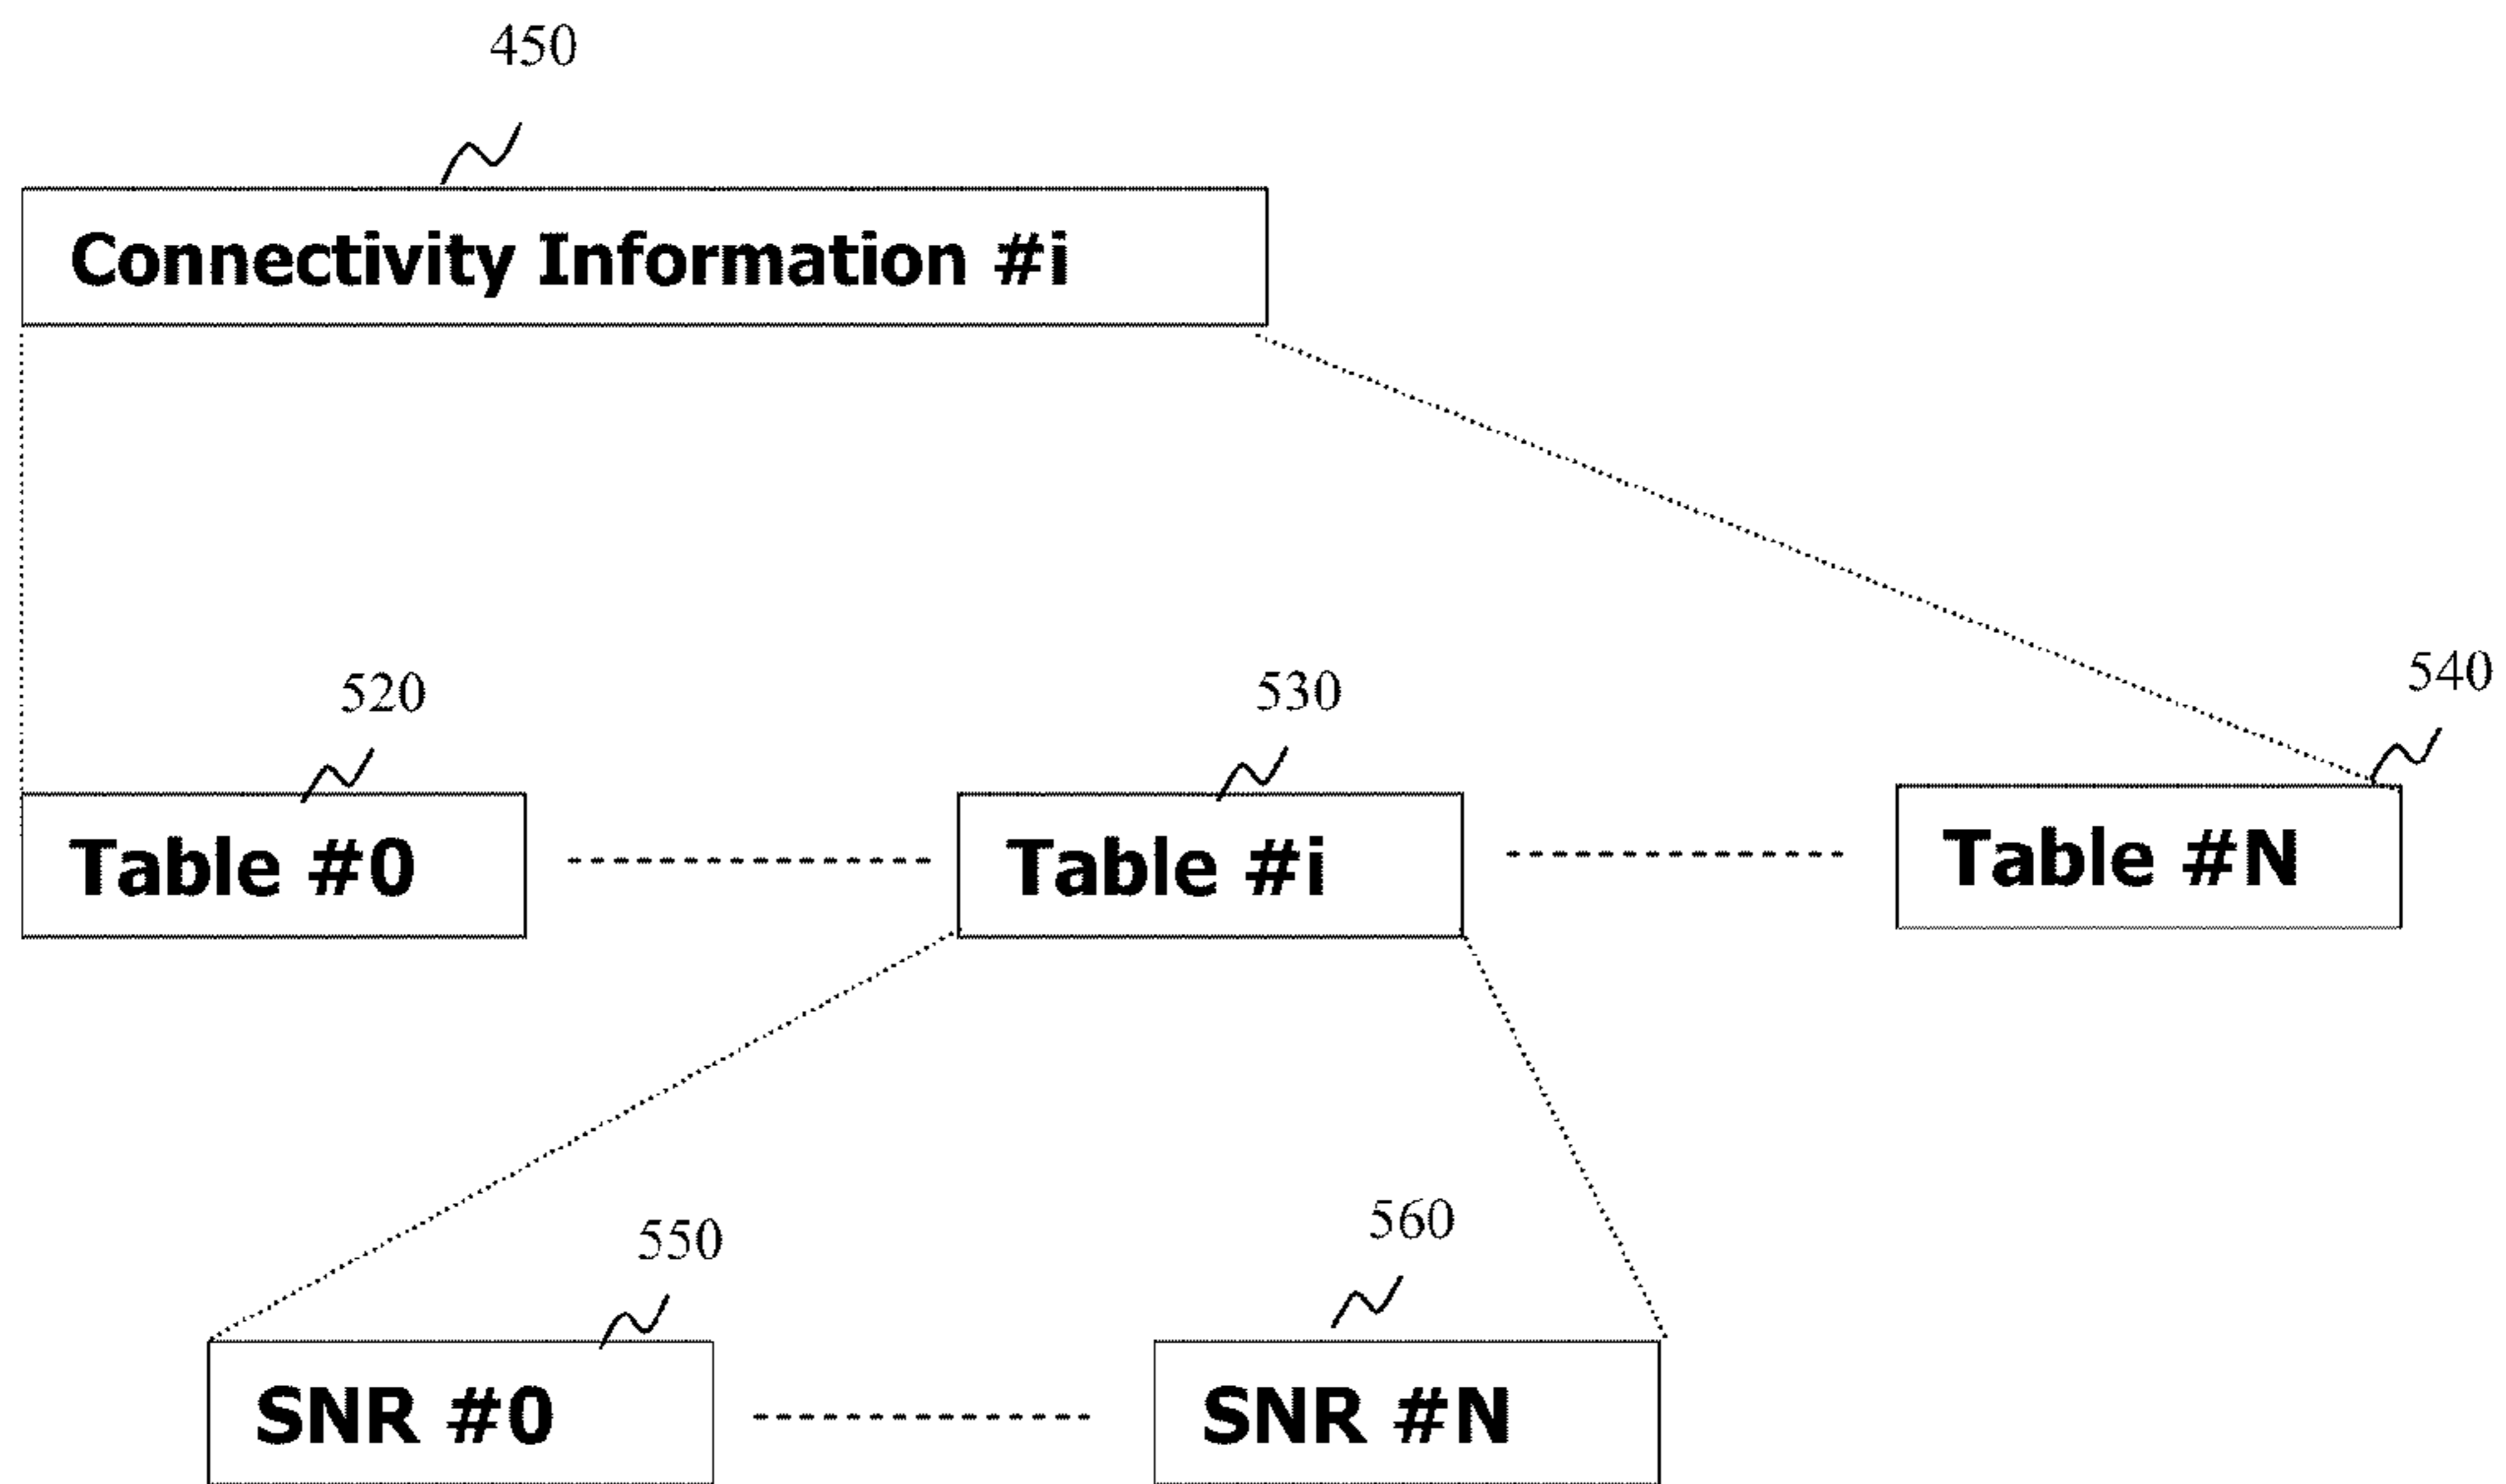 450
Connectivity Information #i
520
530
540
Table #0
Table #i
Table #N
550
560
SNR #0
SNR #N